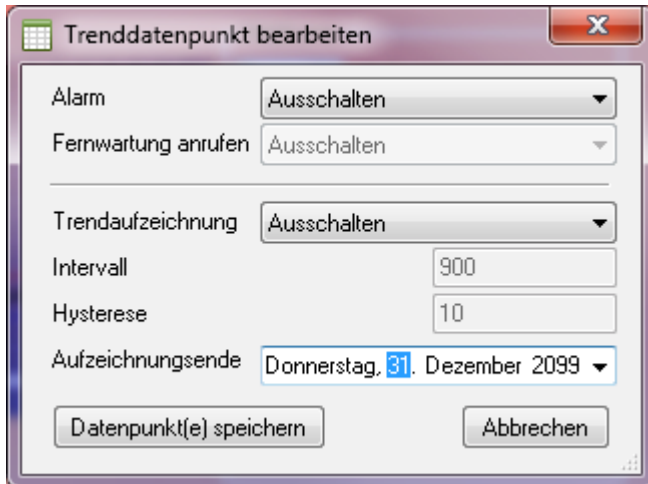 Trenddatenpunkt bearbeiten
Alarm Ausschalten
Fernwartung anrufen Ausschalten
Trendaufzeichnung Ausschalten
Intervall 900
Hysterese 10
Aufzeichnungsende Donnerstag, 31. Dezember 2099
Datenpunkt(e) speichern Abbrechen